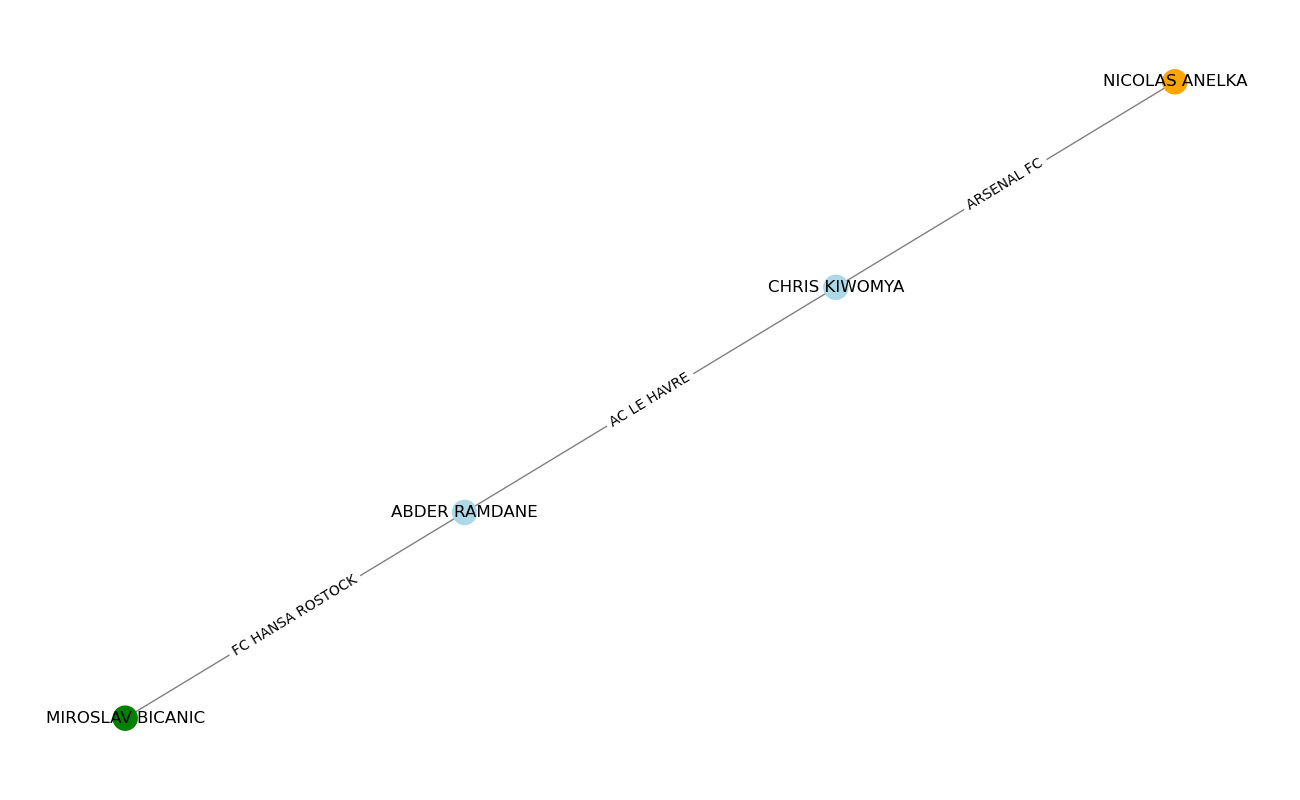 NICOLAS ANELKA
ARSENAL FC
CHRIS KIWOMYA
AC LE HAVRE
ABDER RAMDANE
FC HANSA ROSTOCK
MIROSLAV BICANIC